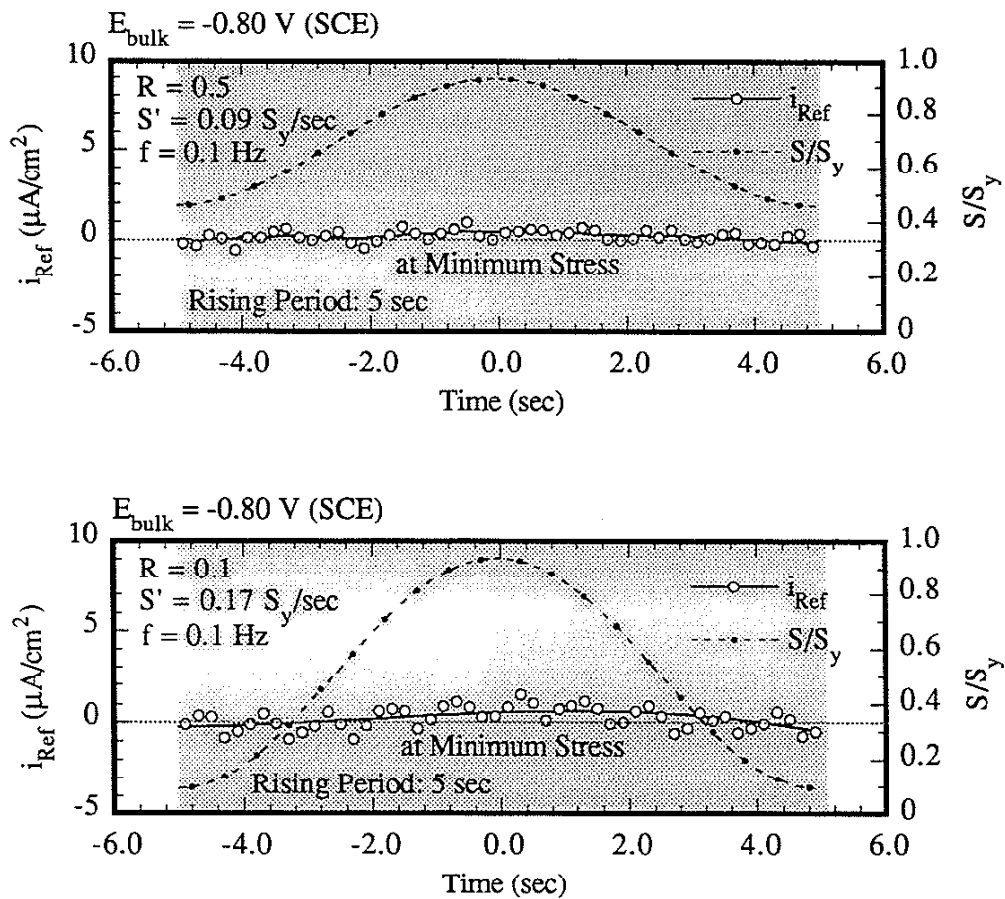 E_bulk = -0.80 V (SCE)
10 1.0
R = 0.5 i_Ref
S' = 0.09 S_y/sec 0.8
5 f = 0.1 Hz S/S_y
0.6
i_Ref (µA/cm²) S/S_y
0.4
0
at Minimum Stress
0.2
Rising Period: 5 sec
-5 0
-6.0 -4.0 -2.0 0.0 2.0 4.0 6.0
Time (sec)
E_bulk = -0.80 V (SCE)
10 1.0
R = 0.1 i_Ref
S' = 0.17 S_y/sec 0.8
5 f = 0.1 Hz S/S_y
0.6
i_Ref (µA/cm²) S/S_y
0.4
0
at Minimum Stress
0.2
Rising Period: 5 sec
-5 0
-6.0 -4.0 -2.0 0.0 2.0 4.0 6.0
Time (sec)